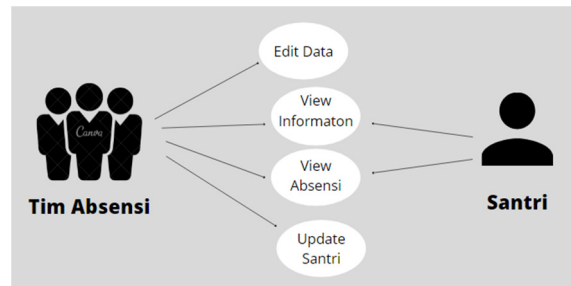 Edit Data
View
Informaton
Canva
View
Absensi
Tim Absensi
Santri
Update
Santri